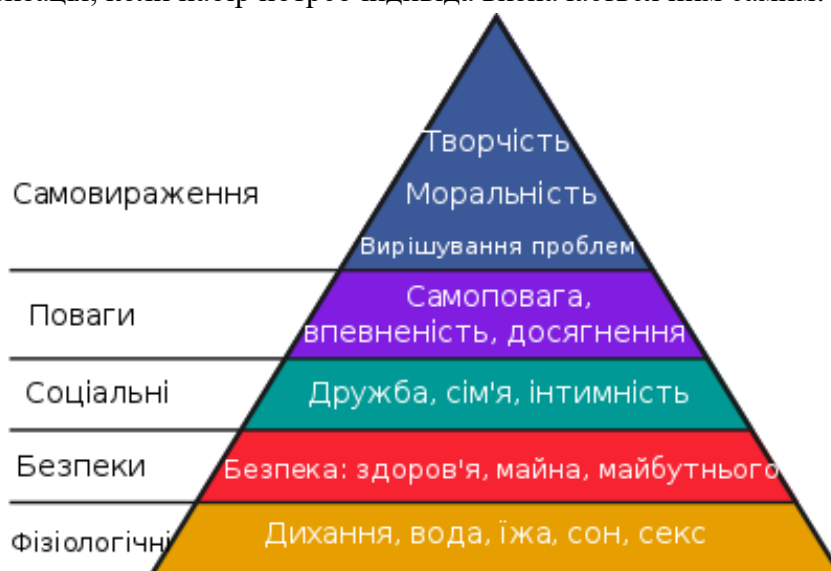 Творчість
Самовираження
Моральність
Вирішування проблем
Поваги
Самоповага,
впевненість, досягнення
Соціальні
Дружба, сім'я, інтимність
Безпеки
Безпека: здоров'я, майна, майбутнього
Фізіологічні
Дихання, вода, їжа, сон, секс